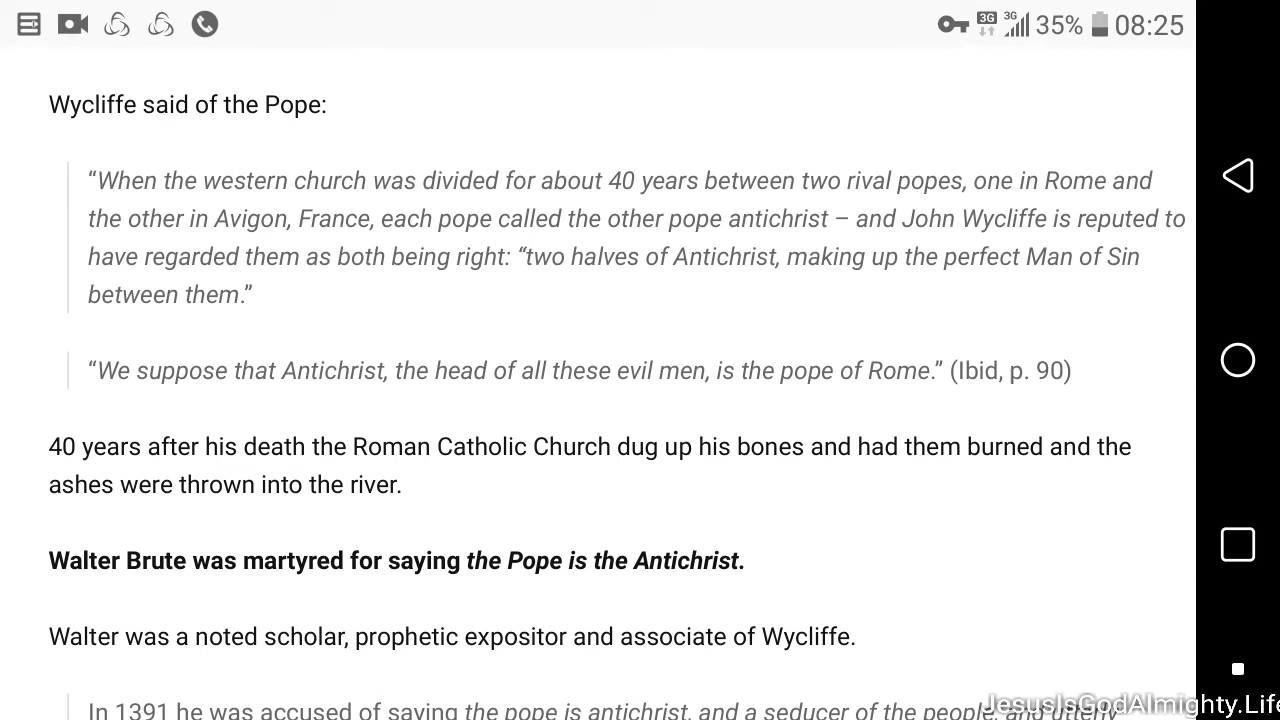 3G 3G 35% 08:25
Wycliffe said of the Pope:
“When the western church was divided for about 40 years between two rival popes, one in Rome and
the other in Avigon, France, each pope called the other pope antichrist – and John Wycliffe is reputed to
have regarded them as both being right: “two halves of Antichrist, making up the perfect Man of Sin
between them.”
“We suppose that Antichrist, the head of all these evil men, is the pope of Rome.” (Ibid, p. 90)
40 years after his death the Roman Catholic Church dug up his bones and had them burned and the
ashes were thrown into the river.
Walter Brute was martyred for saying the Pope is the Antichrist.
Walter was a noted scholar, prophetic expositor and associate of Wycliffe.
In 1391 he was accused of saying the pope is antichrist, and a seducer of the people, and utterly
JesusIsGodAlmighty.Life